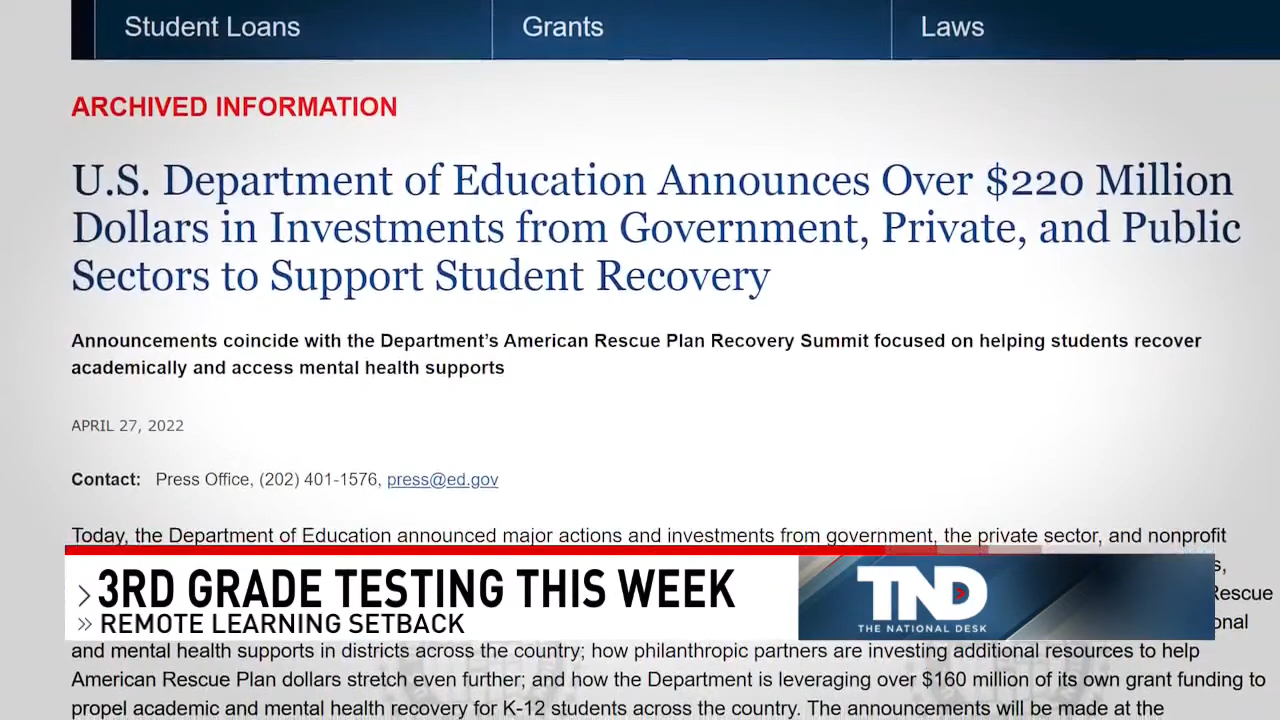 Student Loans
Grants
Laws
ARCHIVED INFORMATION
U.S. Department of Education Announces Over $220 Million
Dollars in Investments from Government, Private, and Public
Sectors to Support Student Recovery
Announcements coincide with the Department's American Rescue Plan Recovery Summit focused on helping students recover
academically and access mental health supports
APRIL 27, 2022
Contact: Press Office, (202) 401-1576, press@ed.gov
Today, the Department of Education announced major actions and investments from government, the private sector, and nonprofit
3RD GRADE TESTING THIS WEEK
REMOTE LEARNING SETBACK
TND
THE NATIONAL DESK
Rescue
and mental health supports in districts across the country; how philanthropic partners are investing additional resources to help
American Rescue Plan dollars stretch even further; and how the Department is leveraging over $160 million of its own grant funding to
propel academic and mental health recovery for K-12 students across the country. The announcements will be made at the